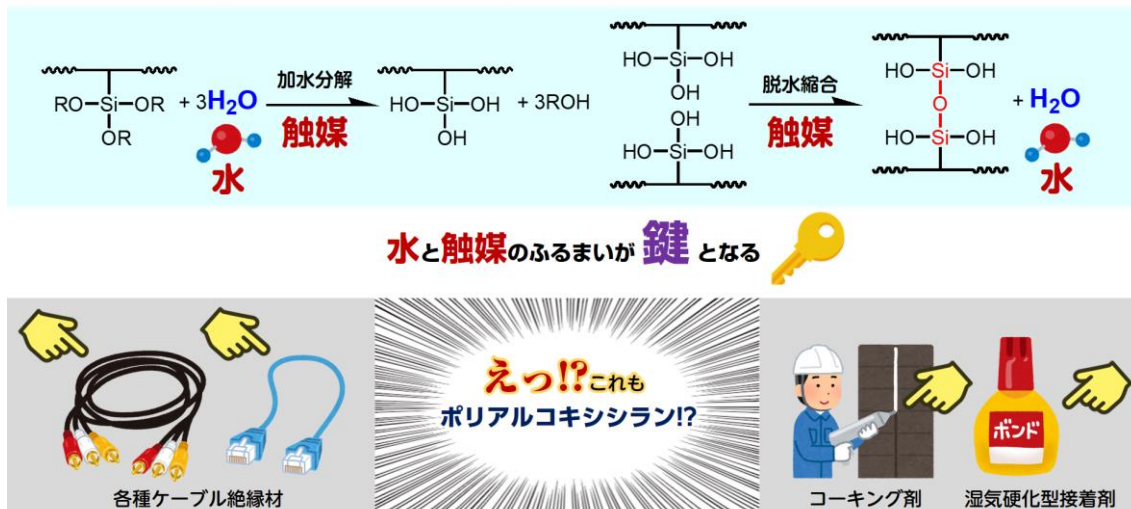 RO–Si–OR
OR
+ 3H₂O
水
加水分解
触媒
HO–Si–OH
OH
+ 3ROH
HO–Si–OH
OH
OH
HO–Si–OH
脱水縮合
触媒
HO–Si–OH
O
HO–Si–OH
+ H₂O
水
水と触媒のふるまいが鍵となる
えっ!?これも
ポリアルコキシシラン!?
ボンド
各種ケーブル絶縁材
コーキング剤
湿気硬化型接着剤